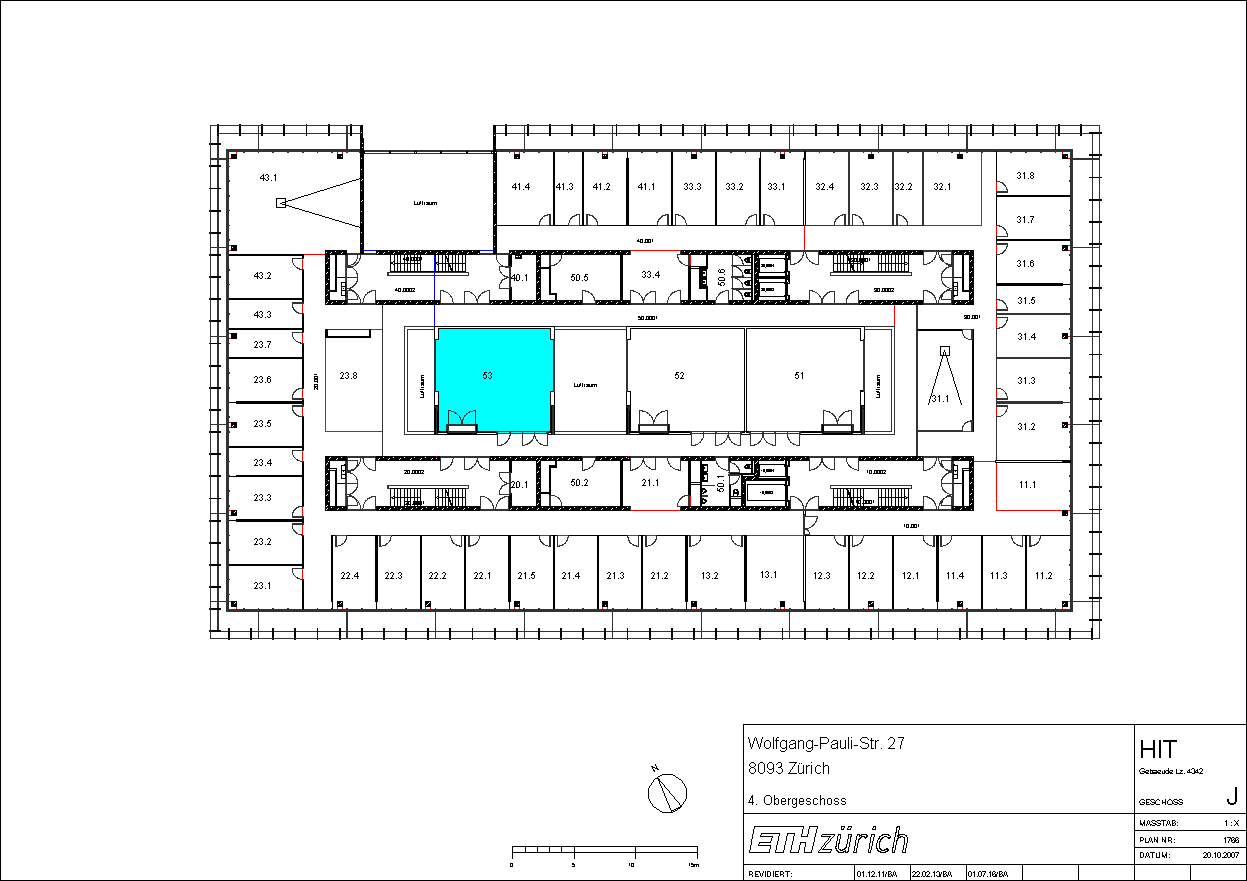 43.1
Luftraum
41.4 41.3 41.2 41.1 33.3 33.2 33.1 32.4 32.3 32.2 32.1
31.8
31.7
40.001
31.6
43.2
40.0002
40.1
50.5
33.4
50.6
30.0002
31.5
43.3
50.0001
30.001
23.7
31.4
23.8
20.001
Luftraum
53
Luftraum
52
51
Luftraum
23.6
31.3
31.1
23.5
31.2
23.4
20.0002
10.0002
23.3
20.1
50.2
21.1
50.1
11.1
10.001
23.2
23.1
22.4 22.3 22.2 22.1 21.5 21.4 21.3 21.2 13.2 13.1 12.3 12.2 12.1 11.4 11.3 11.2
N
0 5 10 15m
Wolfgang-Pauli-Str. 27
8093 Zürich
4. Obergeschoss
ETH zürich
REVIDIERT: 01.12.11/BA 22.02.13/BA 01.07.16/BA
HIT
Gebaeude Lz. 4342
GESCHOSS J
MASSTAB: 1 : X
PLAN NR.: 1766
DATUM: 20.10.2007